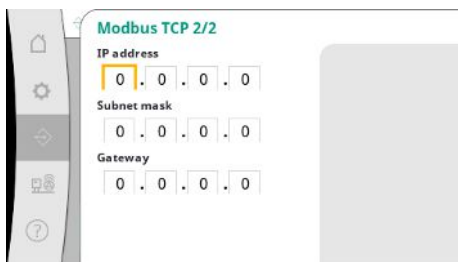 Modbus TCP 2/2
IP address
0 . 0 . 0 . 0
Subnet mask
0 . 0 . 0 . 0
Gateway
0 . 0 . 0 . 0
?